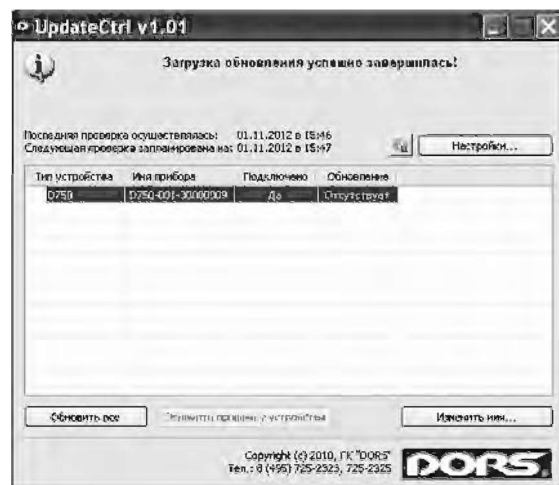 UpdateCtrl v1.01
Загрузка обновления успешно завершилась!
Последняя проверка осуществлялась: 01.11.2012 в 15:46
Следующая проверка запланирована на: 01.11.2012 в 15:47
Настройки...
Тип устройства Имя прибора Подключено Обновление
D750 D750-001-30000009 Да Отсутствует
Обновить все
Изменить имя...
Copyright (c) 2010, ГК "DORS"
Тел.: 8 (495) 725-2323, 725-2325
DORS